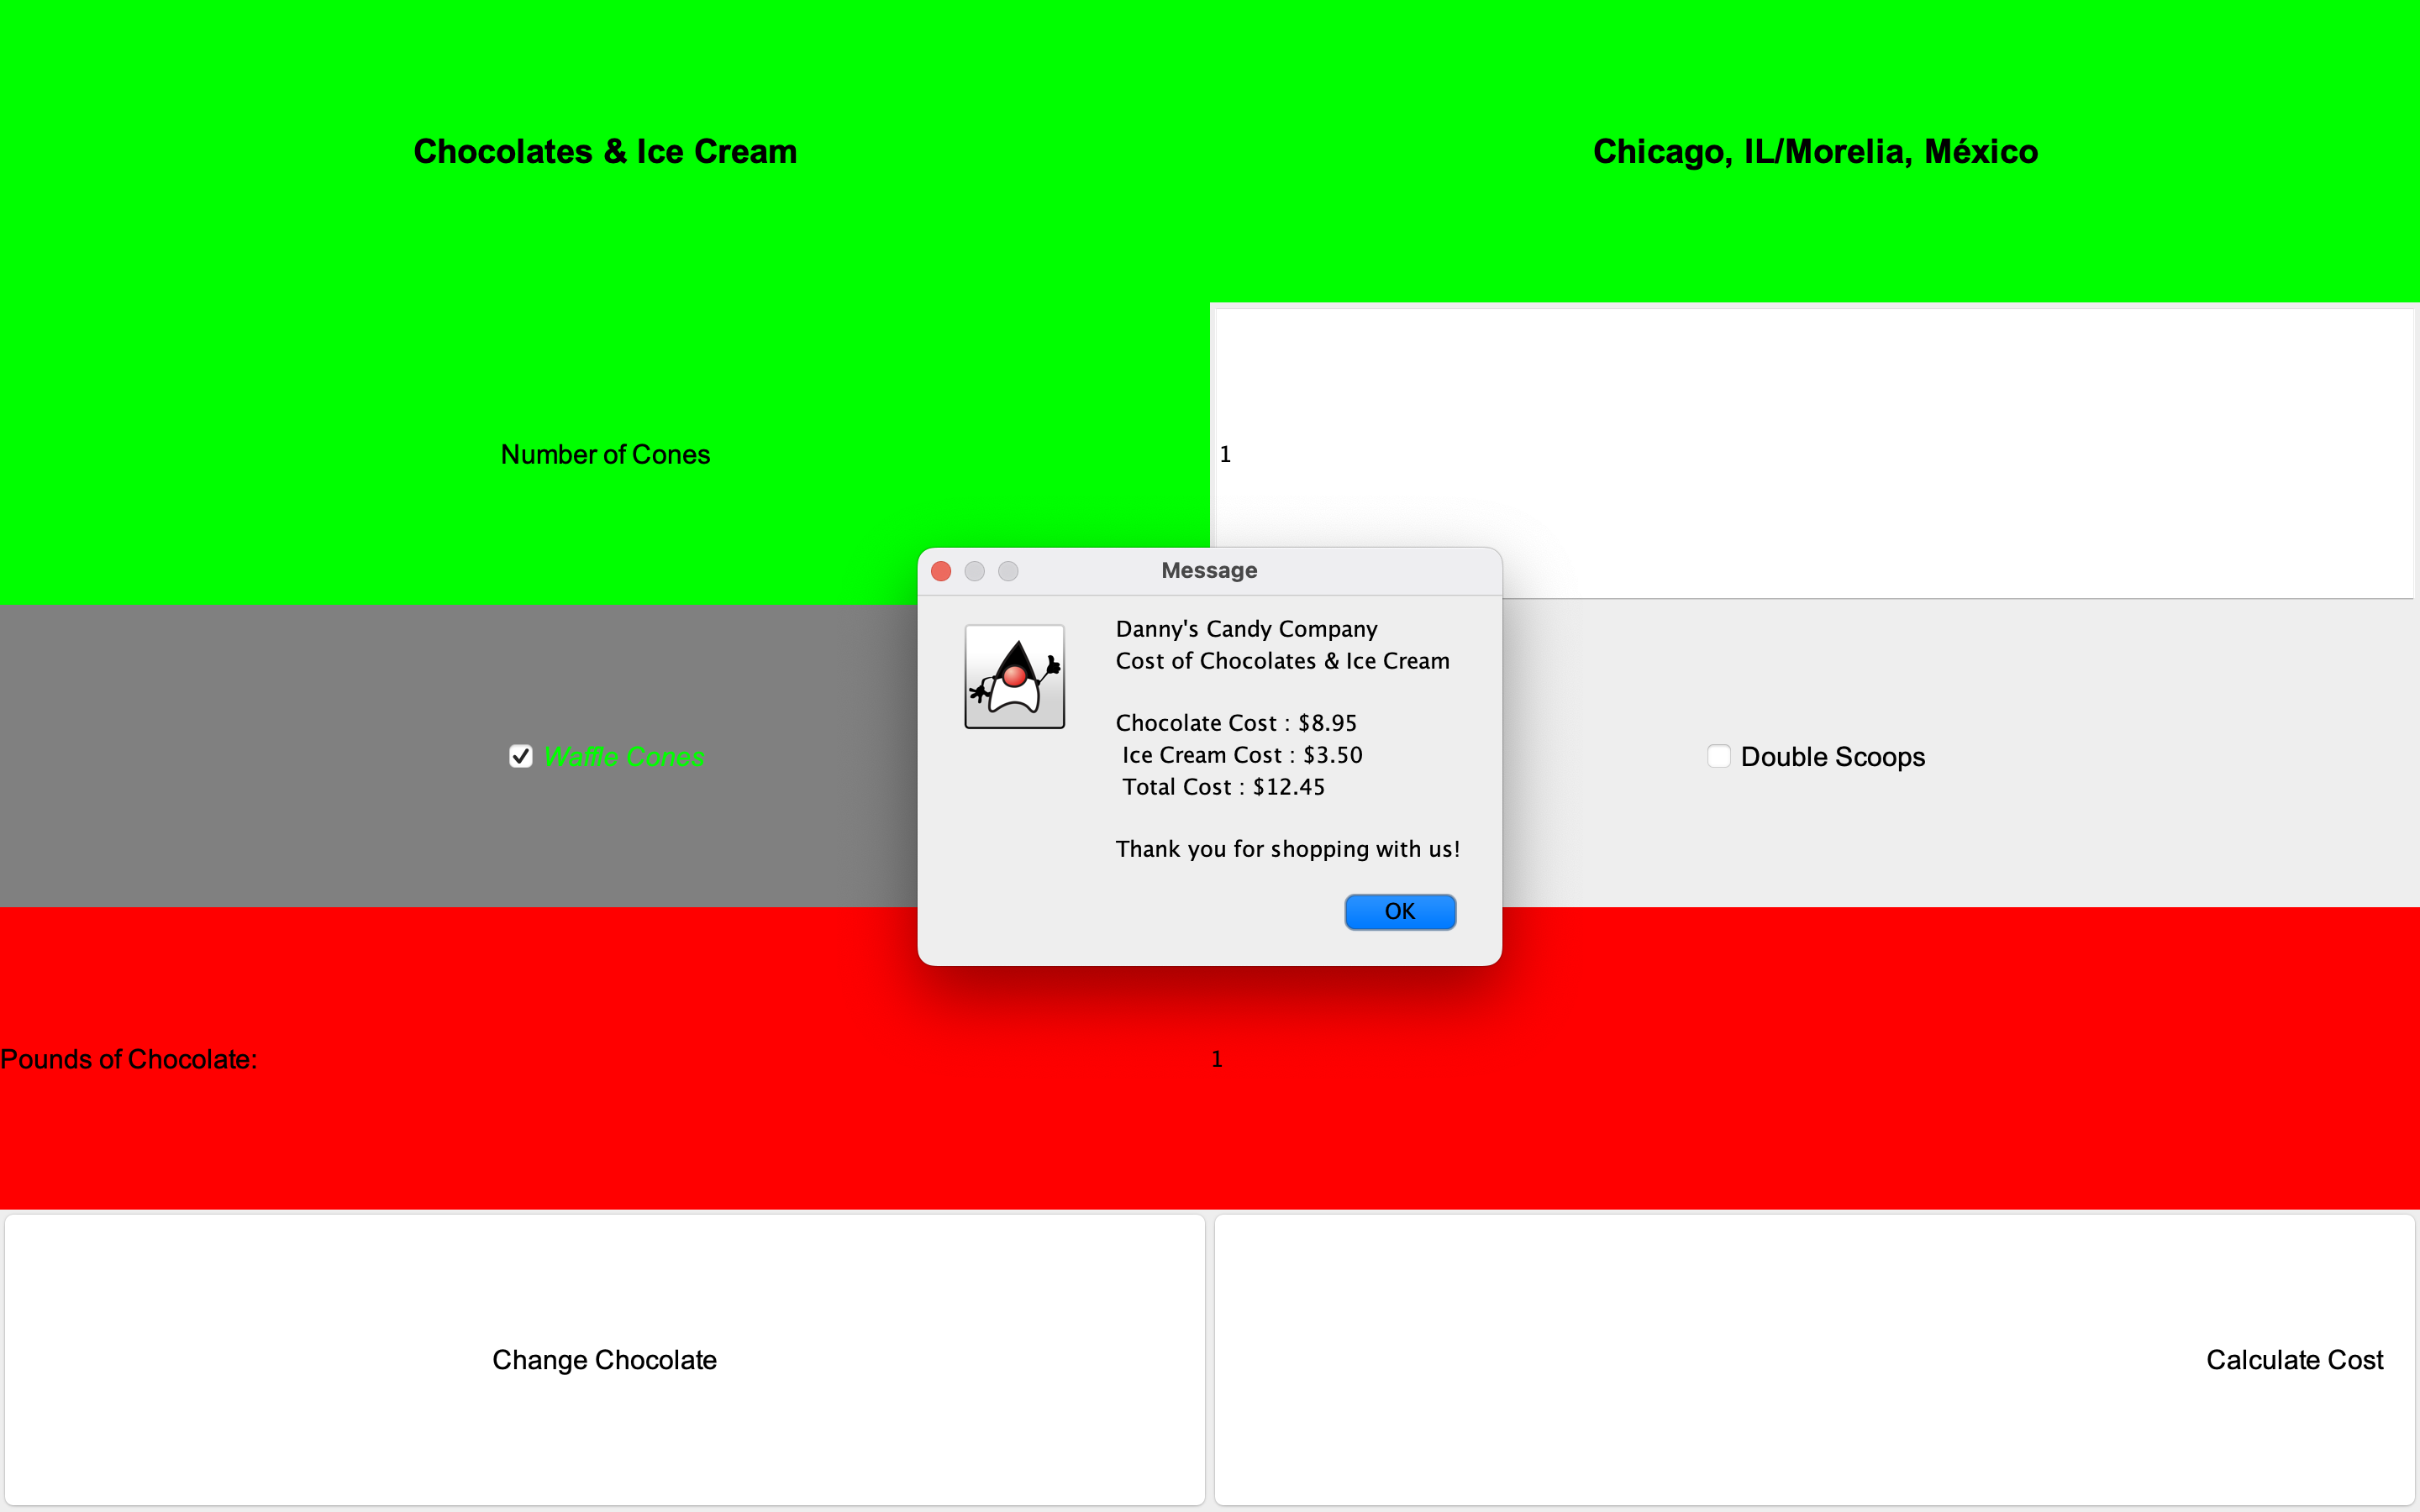 Chocolates & Ice Cream
Chicago, IL/Morelia, México
Number of Cones
1
Message
Danny's Candy Company
Cost of Chocolates & Ice Cream
Chocolate Cost : $8.95
Ice Cream Cost : $3.50
Total Cost : $12.45
Thank you for shopping with us!
OK
Waffle Cones
Double Scoops
Pounds of Chocolate:
1
Change Chocolate
Calculate Cost